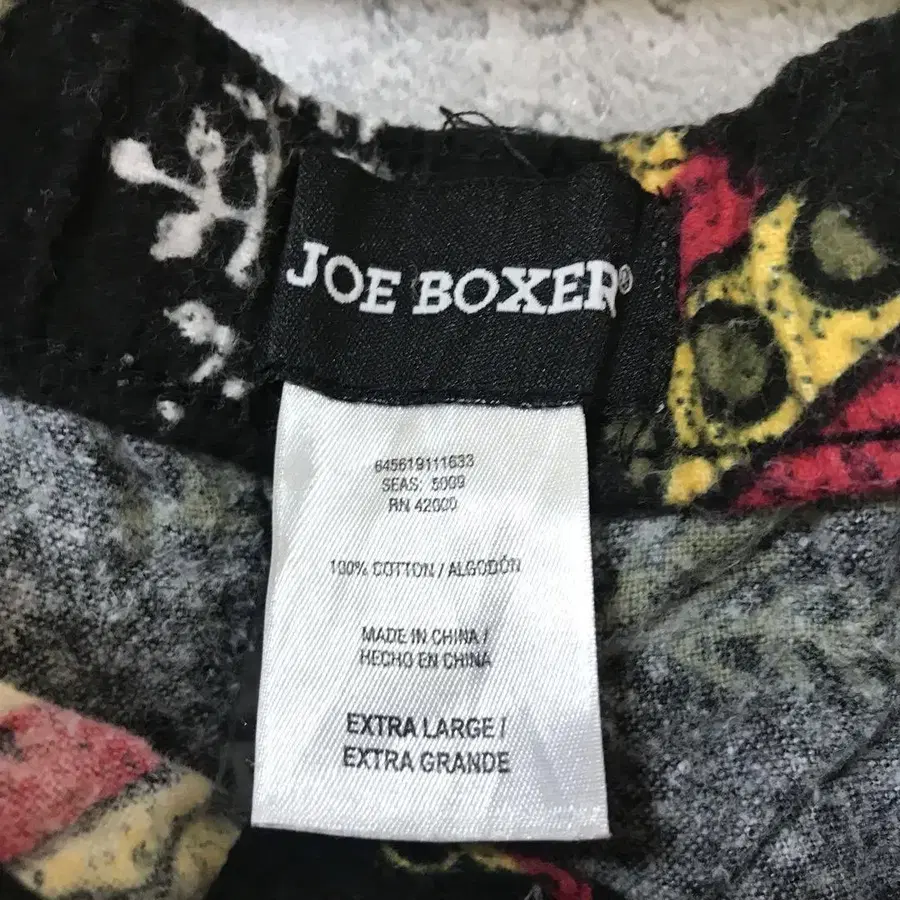 JOE BOXER®
645619111633
SEAS: 5009
RN 42000
100% COTTON / ALGODÓN
MADE IN CHINA /
HECHO EN CHINA
EXTRA LARGE /
EXTRA GRANDE